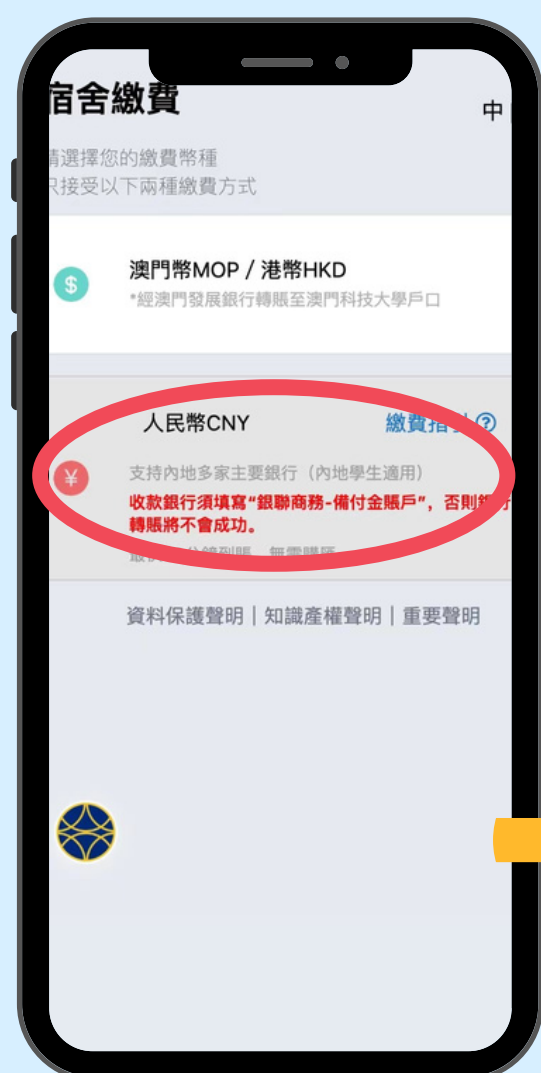 宿舍繳費
中
請選擇您的繳費幣種
只接受以下兩種繳費方式
$
澳門幣MOP / 港幣HKD
*經澳門發展銀行轉賬至澳門科技大學戶口
人民幣CNY 繳費指引?
¥
支持內地多家主要銀行（內地學生適用）
收款銀行須填寫“銀聯商務-備付金賬戶”，否則銀行
轉賬將不會成功。
資料保護聲明 | 知識產權聲明 | 重要聲明